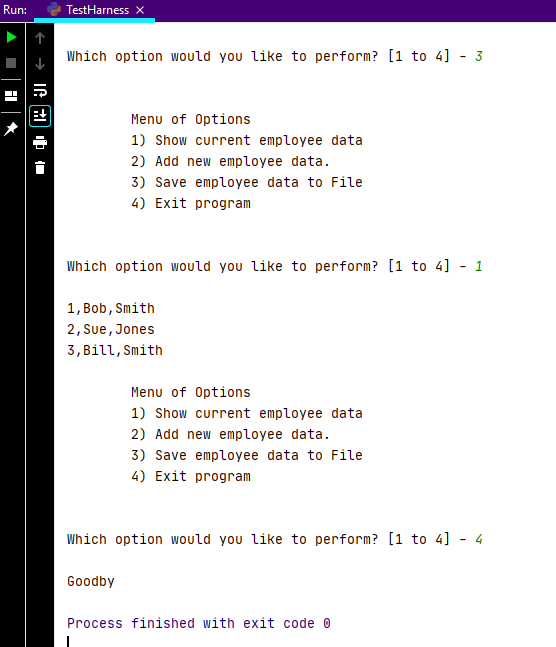 Run: TestHarness ×
Which option would you like to perform? [1 to 4] - 3
Menu of Options
1) Show current employee data
2) Add new employee data.
3) Save employee data to File
4) Exit program
Which option would you like to perform? [1 to 4] - 1
1,Bob,Smith
2,Sue,Jones
3,Bill,Smith
Menu of Options
1) Show current employee data
2) Add new employee data.
3) Save employee data to File
4) Exit program
Which option would you like to perform? [1 to 4] - 4
Goodby
Process finished with exit code 0